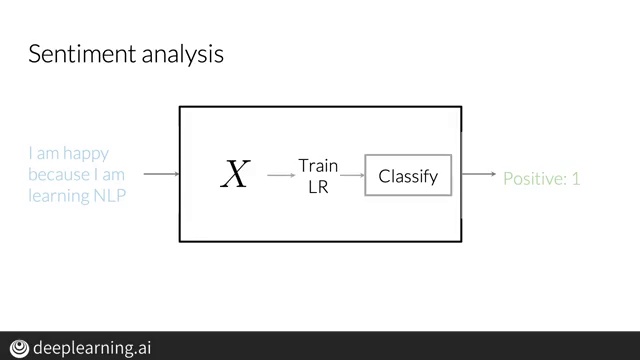 Sentiment analysis
I am happy
because I am
learning NLP
X
Train
LR
Classify
Positive: 1
deeplearning.ai